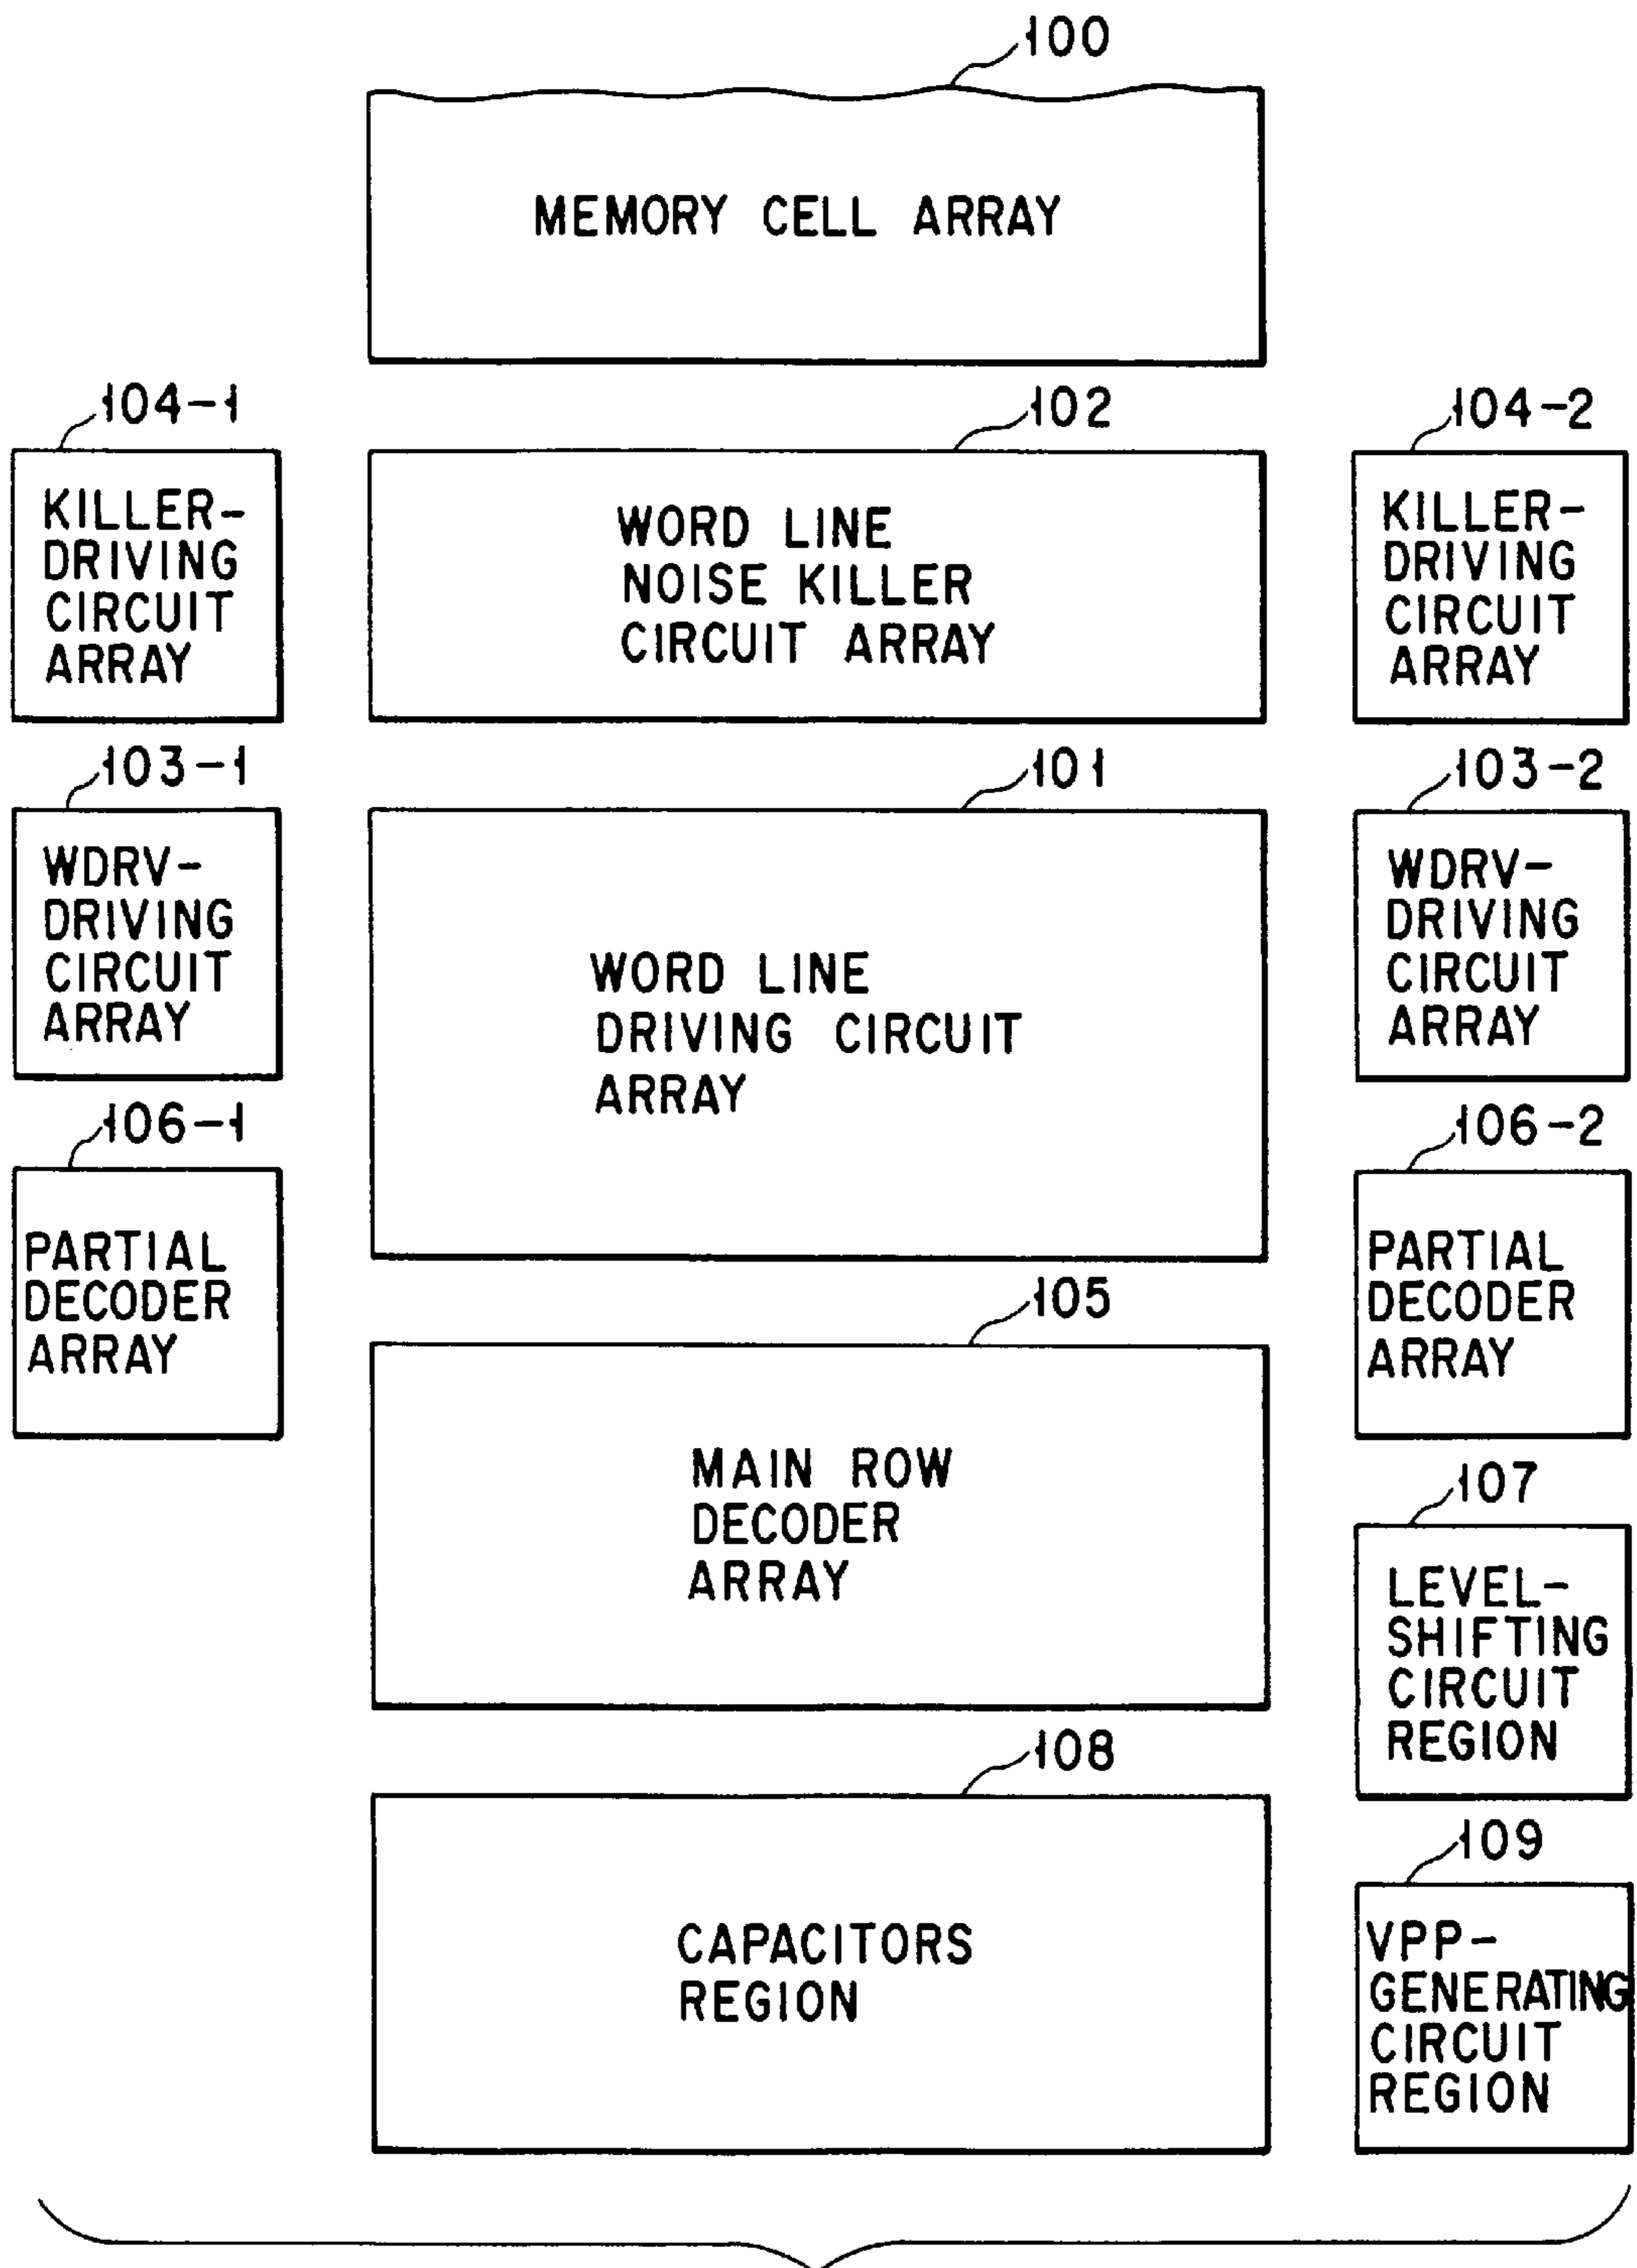 100
MEMORY CELL ARRAY
104-1
KILLER-
DRIVING
CIRCUIT
ARRAY
102
WORD LINE
NOISE KILLER
CIRCUIT ARRAY
104-2
KILLER-
DRIVING
CIRCUIT
ARRAY
103-1
WDRV-
DRIVING
CIRCUIT
ARRAY
101
WORD LINE
DRIVING CIRCUIT
ARRAY
103-2
WDRV-
DRIVING
CIRCUIT
ARRAY
106-1
PARTIAL
DECODER
ARRAY
106-2
PARTIAL
DECODER
ARRAY
105
MAIN ROW
DECODER
ARRAY
107
LEVEL-
SHIFTING
CIRCUIT
REGION
108
CAPACITORS
REGION
109
VPP-
GENERATING
CIRCUIT
REGION